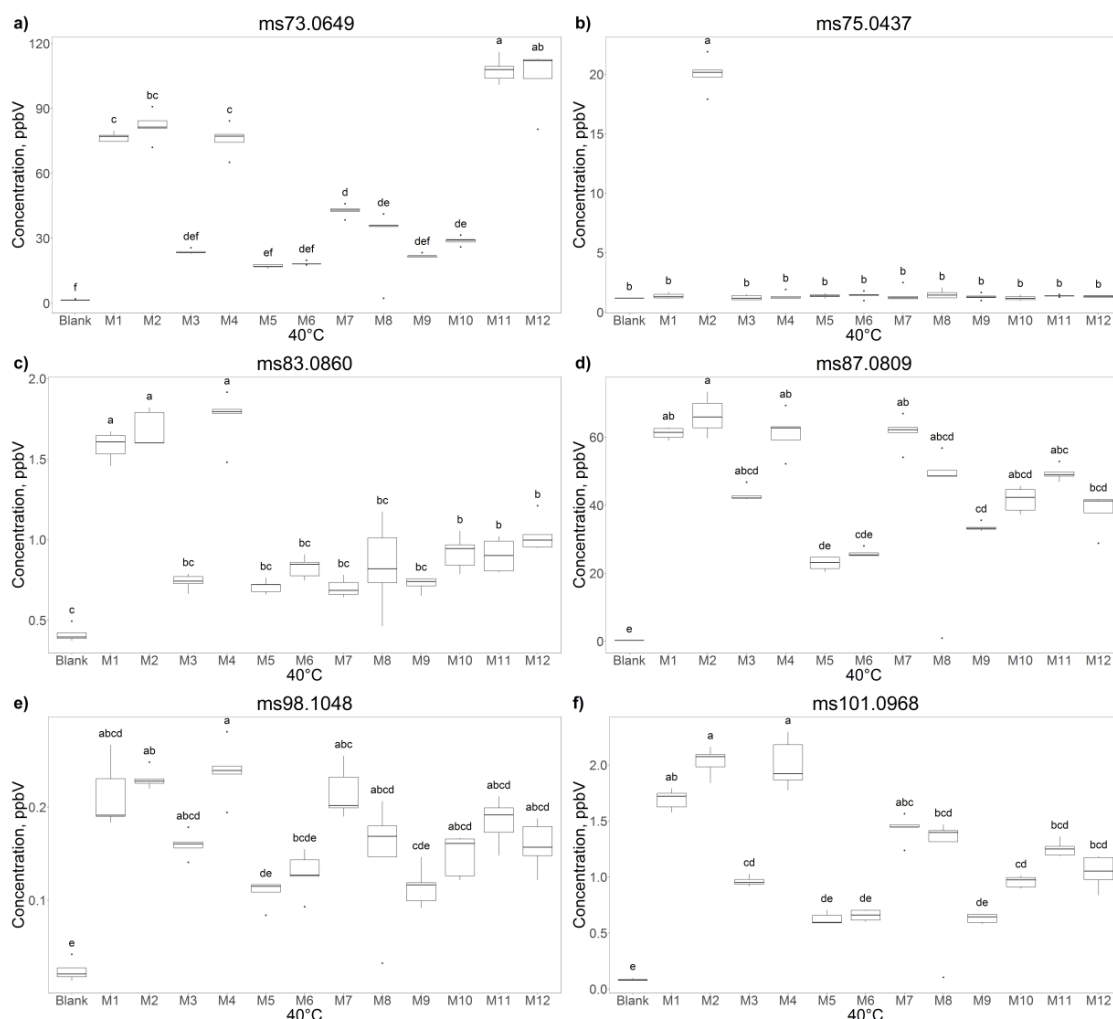 a) ms73.0649
Concentration, ppbV
120
90
60
30
0
f c bc def c ef def d de def de a ab
Blank M1 M2 M3 M4 M5 M6 M7 M8 M9 M10 M11 M12
40°C
b) ms75.0437
Concentration, ppbV
20
15
10
5
0
b b a b b b b b b b b b b
Blank M1 M2 M3 M4 M5 M6 M7 M8 M9 M10 M11 M12
40°C
c) ms83.0860
Concentration, ppbV
2.0
1.5
1.0
0.5
c a a bc a bc bc bc bc bc b b b
Blank M1 M2 M3 M4 M5 M6 M7 M8 M9 M10 M11 M12
40°C
d) ms87.0809
Concentration, ppbV
60
40
20
0
e ab a abcd ab de cde ab abcd cd abcd abc bcd
Blank M1 M2 M3 M4 M5 M6 M7 M8 M9 M10 M11 M12
40°C
e) ms98.1048
Concentration, ppbV
0.2
0.1
e abcd ab abcd a de bcde abc abcd cde abcd abcd abcd
Blank M1 M2 M3 M4 M5 M6 M7 M8 M9 M10 M11 M12
40°C
f) ms101.0968
Concentration, ppbV
2.0
1.5
1.0
0.5
0.0
e ab a cd a de de abc bcd de cd bcd bcd
Blank M1 M2 M3 M4 M5 M6 M7 M8 M9 M10 M11 M12
40°C